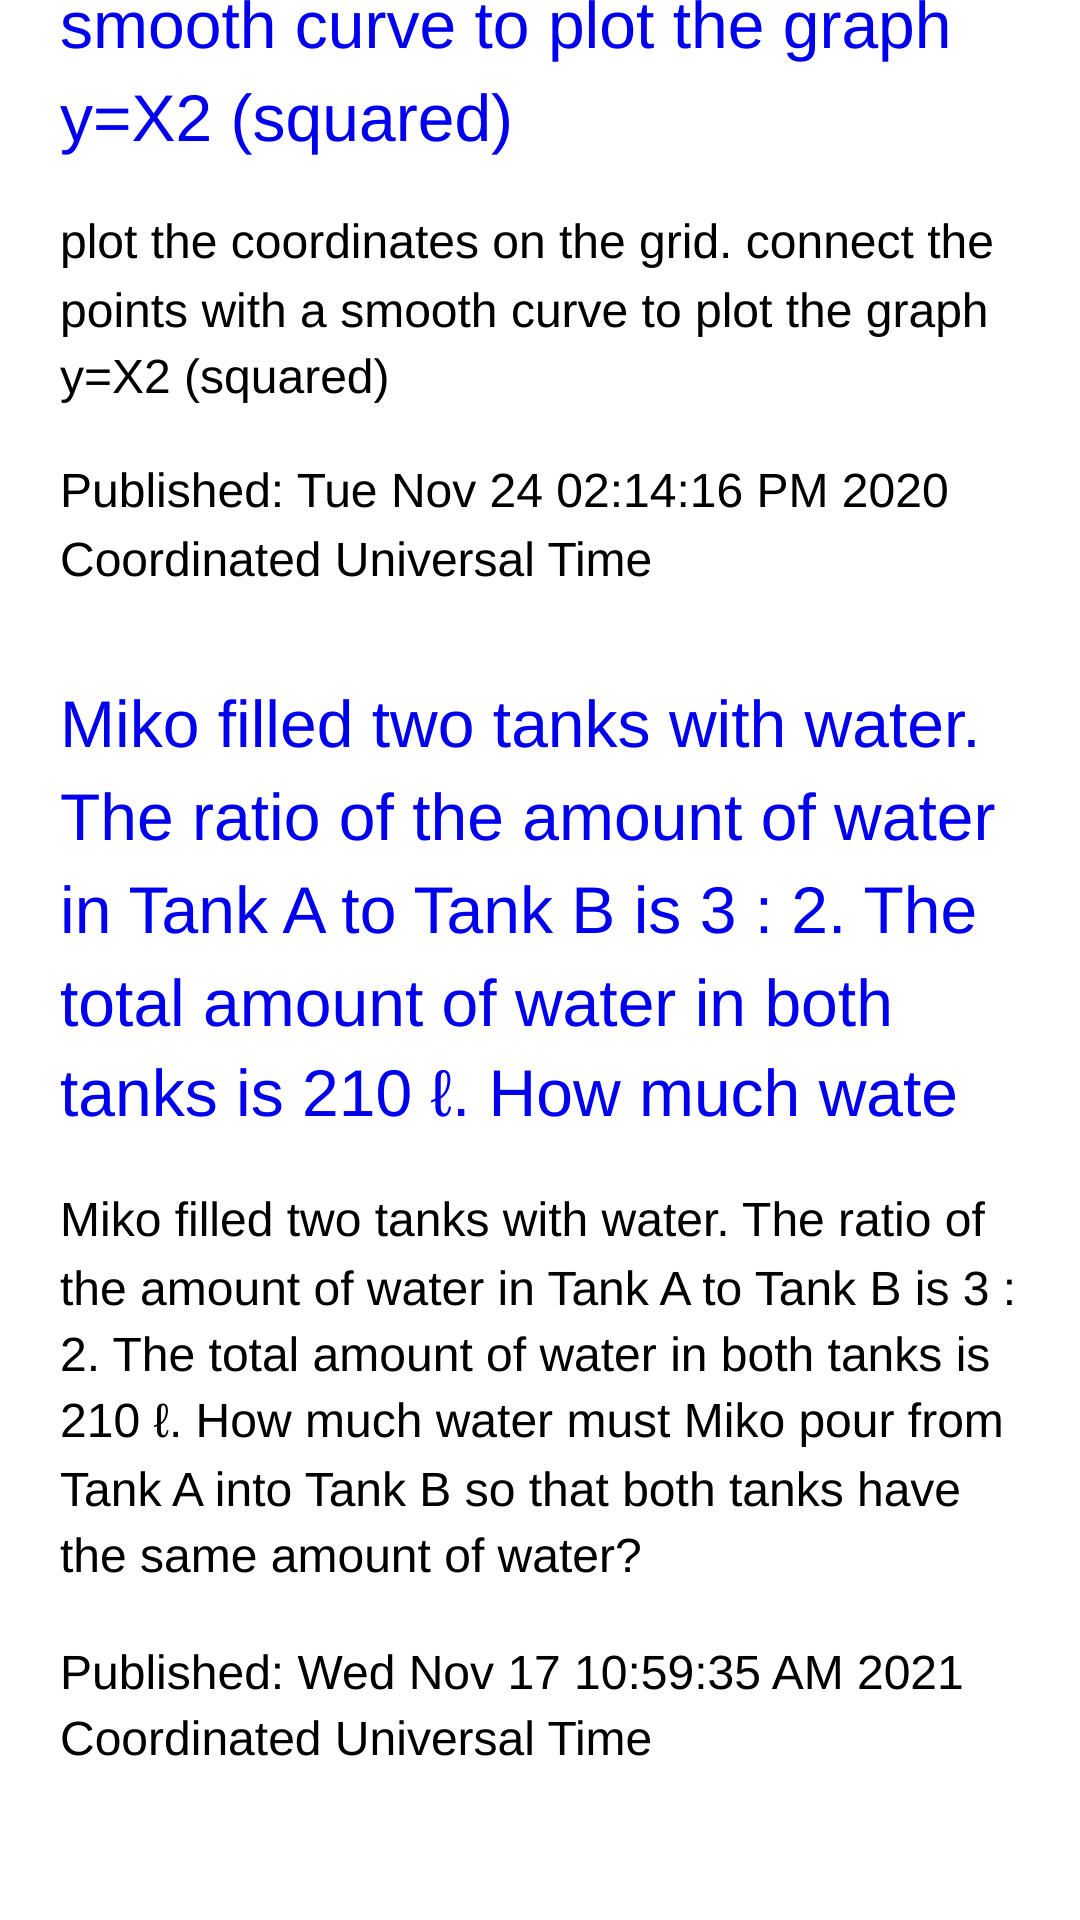 smooth curve to plot the graph
y=X2 (squared)
plot the coordinates on the grid. connect the
points with a smooth curve to plot the graph
y=X2 (squared)
Published: Tue Nov 24 02:14:16 PM 2020
Coordinated Universal Time
Miko filled two tanks with water.
The ratio of the amount of water
in Tank A to Tank B is 3 : 2. The
total amount of water in both
tanks is 210 ℓ. How much wate
Miko filled two tanks with water. The ratio of
the amount of water in Tank A to Tank B is 3 :
2. The total amount of water in both tanks is
210 ℓ. How much water must Miko pour from
Tank A into Tank B so that both tanks have
the same amount of water?
Published: Wed Nov 17 10:59:35 AM 2021
Coordinated Universal Time